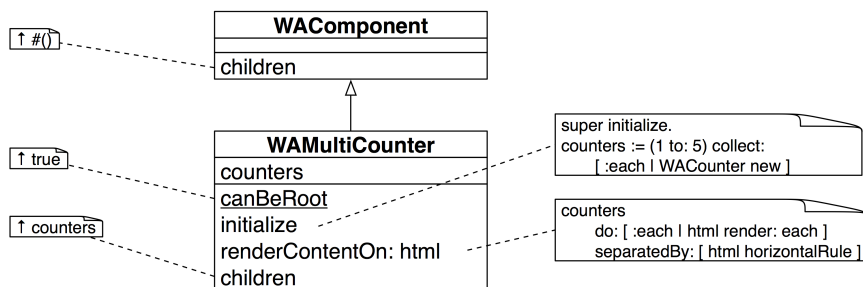 WAComponent
↑ #()
children
WAMultiCounter
counters
↑ true
canBeRoot
initialize
↑ counters
renderContentOn: html
children
super initialize.
counters := (1 to: 5) collect:
[ :each | WACounter new ]
counters
do: [ :each | html render: each ]
separatedBy: [ html horizontalRule ]